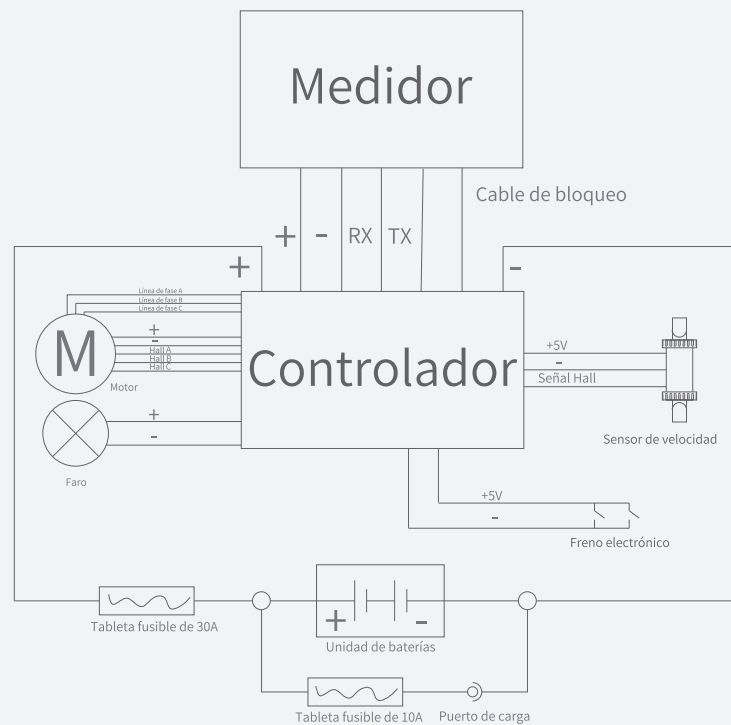 Medidor
Cable de bloqueo
+ - RX TX
+
-
Línea de fase A
Línea de fase B
Línea de fase C
M
+
-
Hall A
Hall B
Hall C
Motor
Controlador
+5V
-
Señal Hall
Sensor de velocidad
+
-
Faro
+5V
-
Freno electrónico
Tableta fusible de 30A
+ -
Unidad de baterías
Tableta fusible de 10A
Puerto de carga